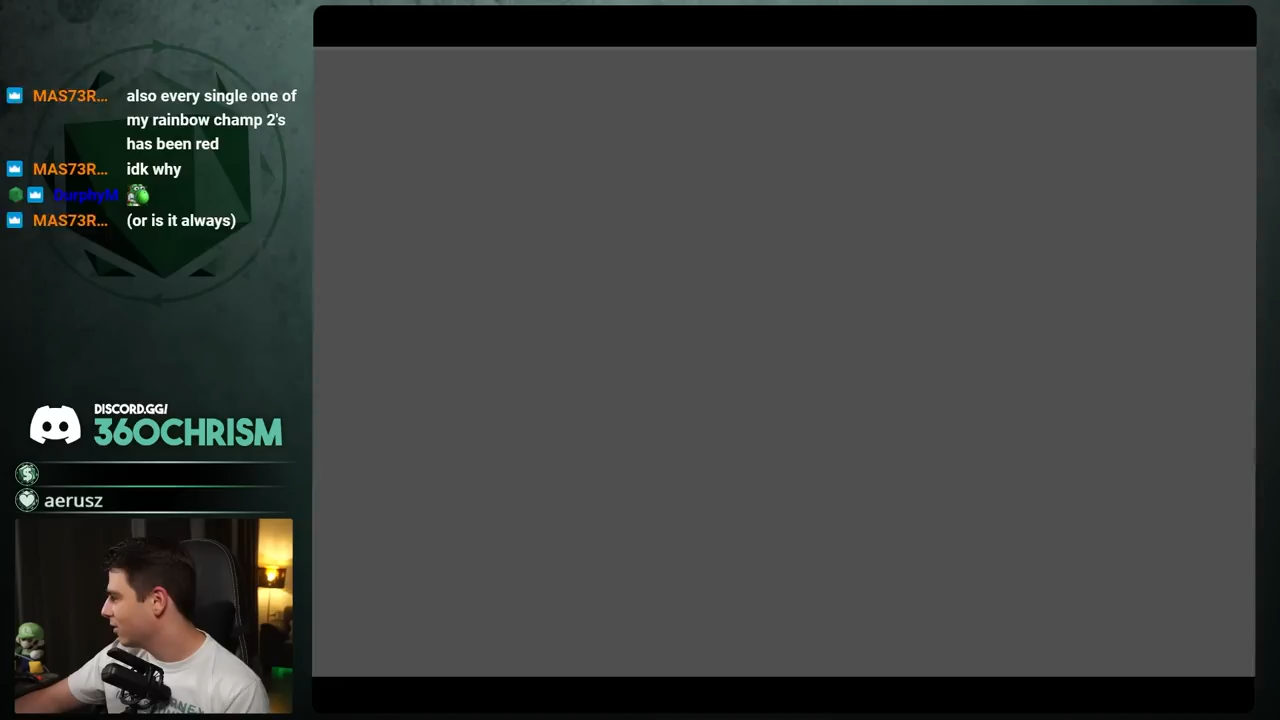 MAS73R... also every single one of
my rainbow champ 2's
has been red
MAS73R... idk why
DurphyM
MAS73R... (or is it always)
DISCORD.GG/
360CHRISM
aerusz